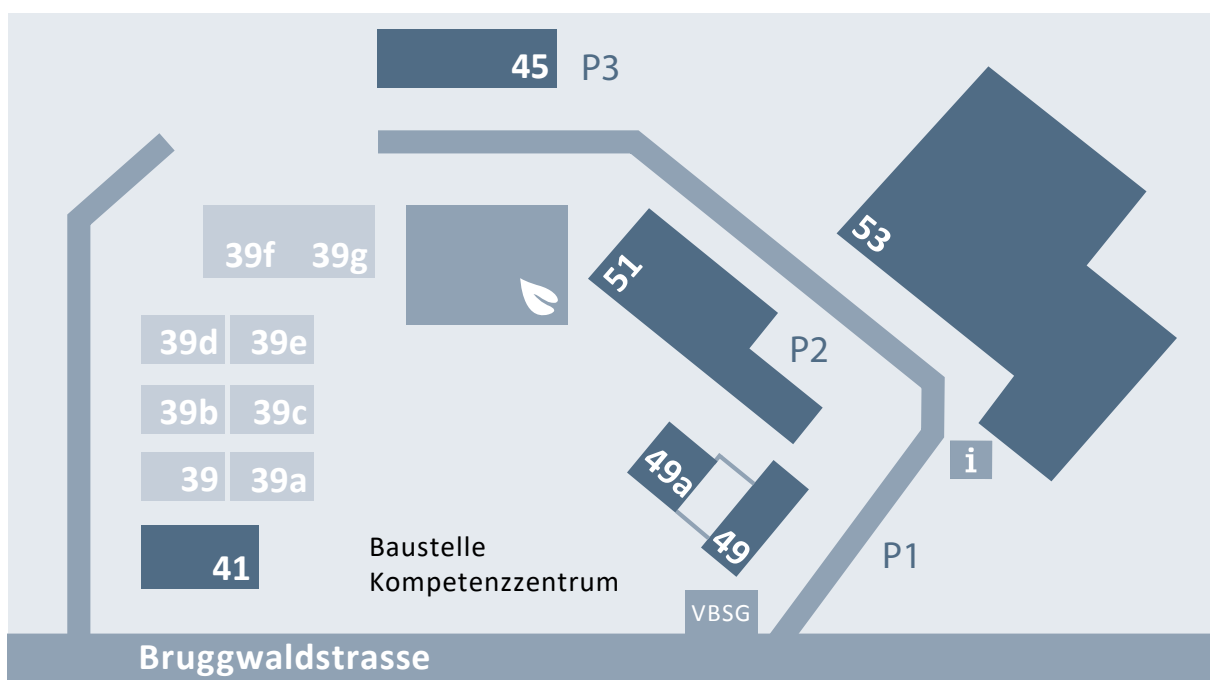 45
P3
53
39f
39g
51
39d
39e
P2
39b
39c
49a
i
39
39a
49
41
Baustelle
Kompetenzzentrum
P1
VBSG
Bruggwaldstrasse